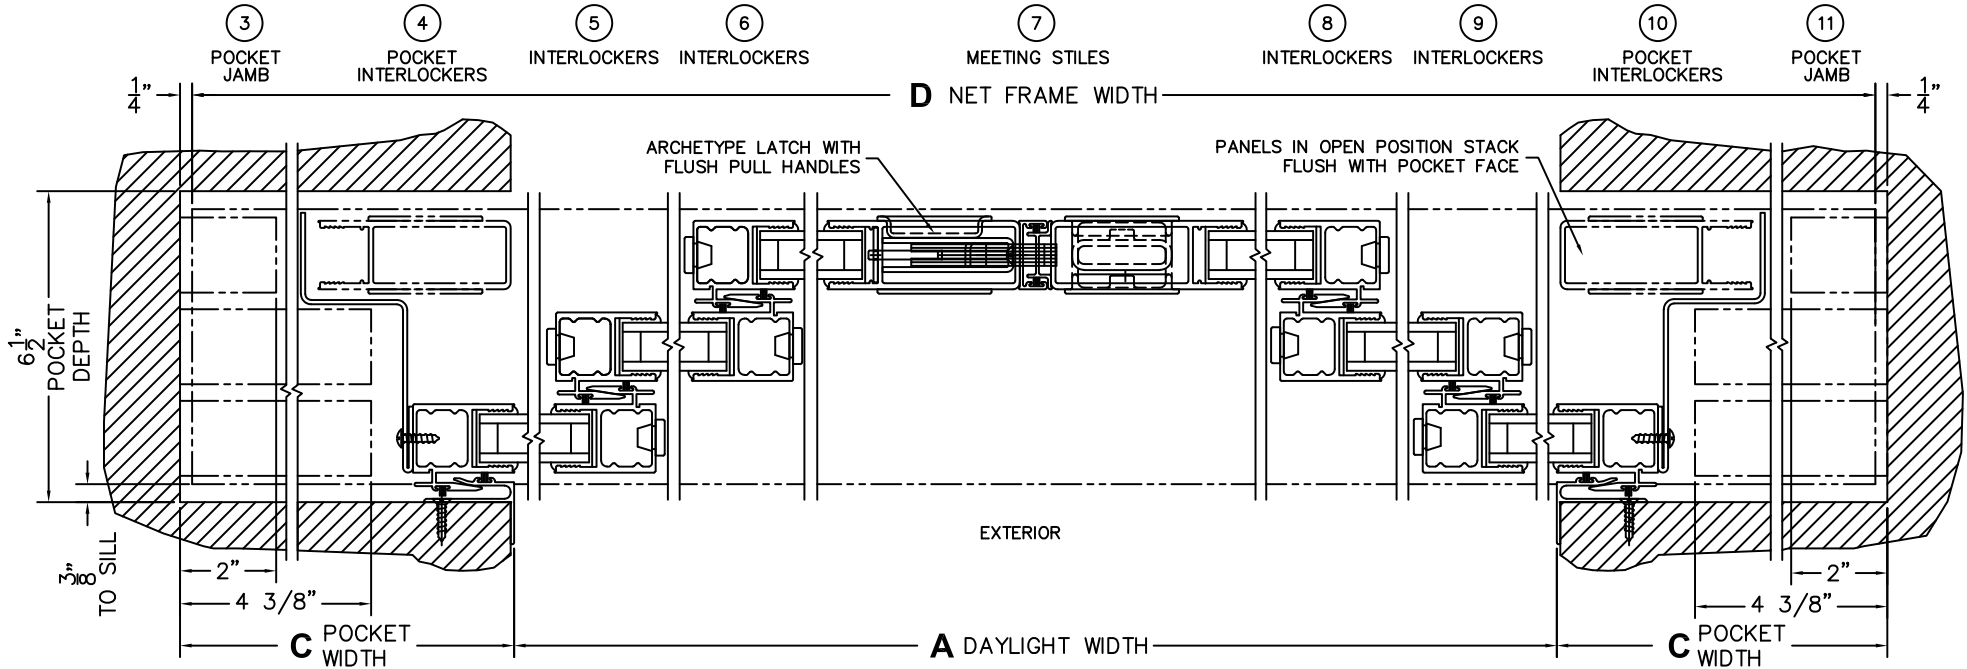 3
POCKET
JAMB
4
POCKET
INTERLOCKERS
5
INTERLOCKERS
6
INTERLOCKERS
7
MEETING STILES
8
INTERLOCKERS
9
INTERLOCKERS
10
POCKET
INTERLOCKERS
11
POCKET
JAMB
1/4"
D NET FRAME WIDTH
1/4"
ARCHETYPE LATCH WITH
FLUSH PULL HANDLES
PANELS IN OPEN POSITION STACK
FLUSH WITH POCKET FACE
6 1/2"
POCKET
DEPTH
EXTERIOR
3/8"
TO SILL
2"
4 3/8"
2"
4 3/8"
C POCKET
WIDTH
A DAYLIGHT WIDTH
C POCKET
WIDTH